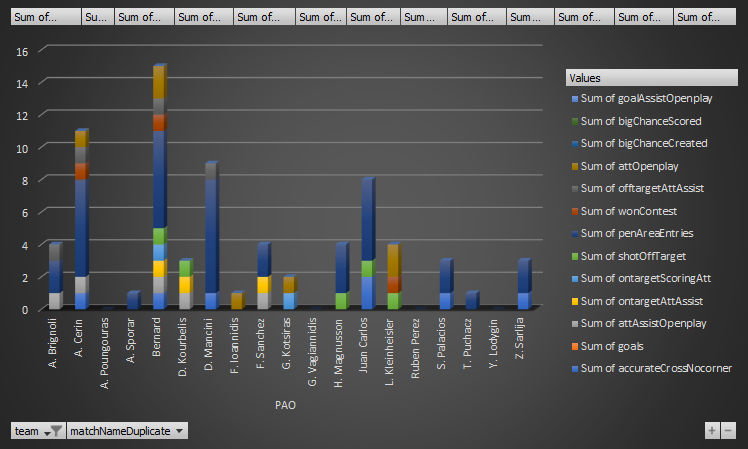 Sum of... Su... Sum of... Sum of... Sum of... Sum of... Sum of... Sum... Sum of... Su... Sum of... Sum of... Sum of...
16
14
12
10
8
6
4
2
0
A. Brignoli
A. Cerin
A. Poungouras
A. Sporar
Bernard
D. Kourbelis
D. Mancini
F. Ioannidis
F. Sanchez
G. Kotsiras
G. Vagiannidis
H. Magnusson
Juan Carlos
L. Kleinheisler
Ruben Perez
S. Palacios
T. Puchacz
Y. Lodygin
Z. Sarlija
PAO
Values
Sum of goalAssistOpenplay
Sum of bigChanceScored
Sum of bigChanceCreated
Sum of attOpenplay
Sum of offtargetAttAssist
Sum of wonContest
Sum of penAreaEntries
Sum of shotOffTarget
Sum of ontargetScoringAtt
Sum of ontargetAttAssist
Sum of attAssistOpenplay
Sum of goals
Sum of accurateCrossNocorner
team matchNameDuplicate
+ −